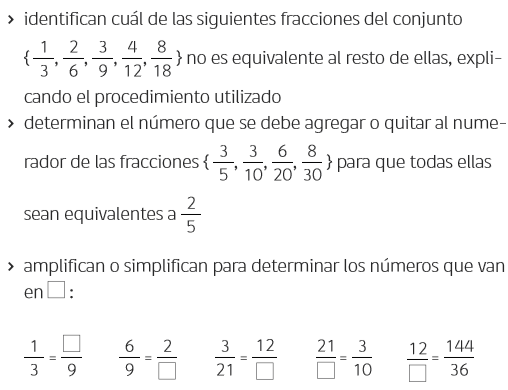 › identifican cuál de las siguientes fracciones del conjunto
{1/3, 2/6, 3/9, 4/12, 8/18} no es equivalente al resto de ellas, expli-
cando el procedimiento utilizado
› determinan el número que se debe agregar o quitar al nume-
rador de las fracciones {3/5, 3/10, 6/20, 8/30} para que todas ellas
sean equivalentes a 2/5
› amplifican o simplifican para determinar los números que van
en □ :
1/3 = □/9 6/9 = 2/□ 3/21 = 12/□ 21/□ = 3/10 12/□ = 144/36